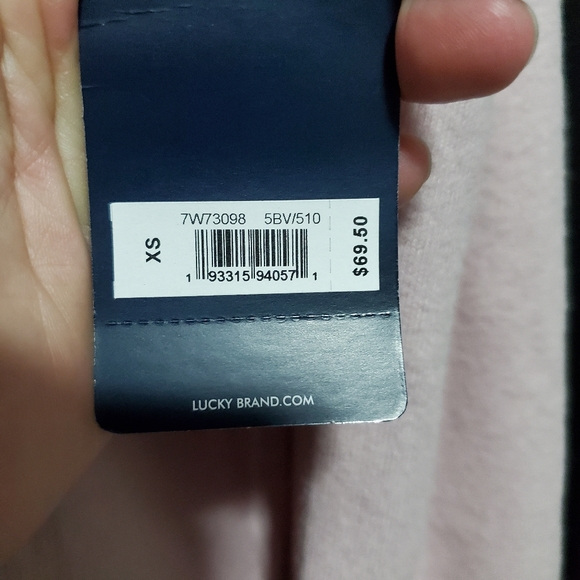 7W73098 5BV/510
XS
1 93315 94057 1
$69.50
LUCKY BRAND.COM